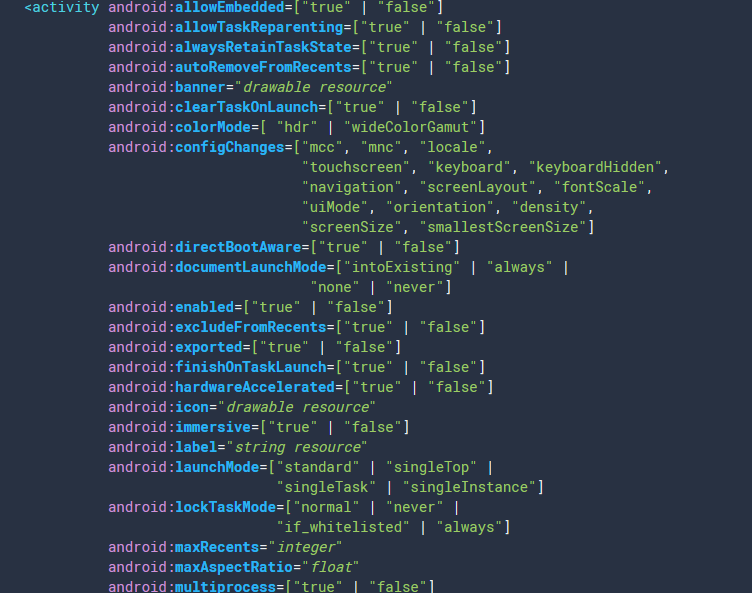 <activity android:allowEmbedded=["true" | "false"]
android:allowTaskReparenting=["true" | "false"]
android:alwaysRetainTaskState=["true" | "false"]
android:autoRemoveFromRecents=["true" | "false"]
android:banner="drawable resource"
android:clearTaskOnLaunch=["true" | "false"]
android:colorMode=[ "hdr" | "wideColorGamut"]
android:configChanges=["mcc", "mnc", "locale",
"touchscreen", "keyboard", "keyboardHidden",
"navigation", "screenLayout", "fontScale",
"uiMode", "orientation", "density",
"screenSize", "smallestScreenSize"]
android:directBootAware=["true" | "false"]
android:documentLaunchMode=["intoExisting" | "always" |
"none" | "never"]
android:enabled=["true" | "false"]
android:excludeFromRecents=["true" | "false"]
android:exported=["true" | "false"]
android:finishOnTaskLaunch=["true" | "false"]
android:hardwareAccelerated=["true" | "false"]
android:icon="drawable resource"
android:immersive=["true" | "false"]
android:label="string resource"
android:launchMode=["standard" | "singleTop" |
"singleTask" | "singleInstance"]
android:lockTaskMode=["normal" | "never" |
"if_whitelisted" | "always"]
android:maxRecents="integer"
android:maxAspectRatio="float"
android:multiprocess=["true" | "false"]